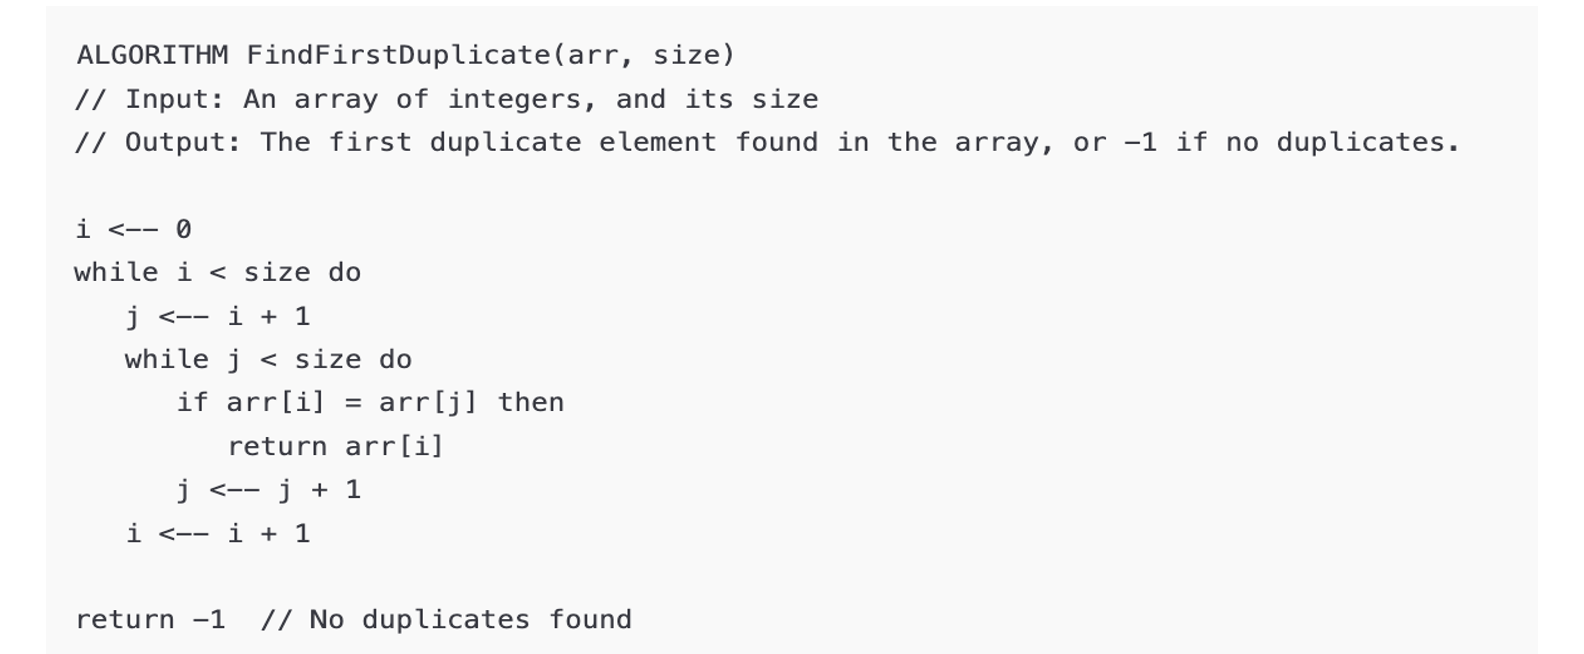 ALGORITHM FindFirstDuplicate(arr, size)
// Input: An array of integers, and its size
// Output: The first duplicate element found in the array, or −1 if no duplicates.
i <−− 0
while i < size do
j <−− i + 1
while j < size do
if arr[i] = arr[j] then
return arr[i]
j <−− j + 1
i <−− i + 1
return −1 // No duplicates found